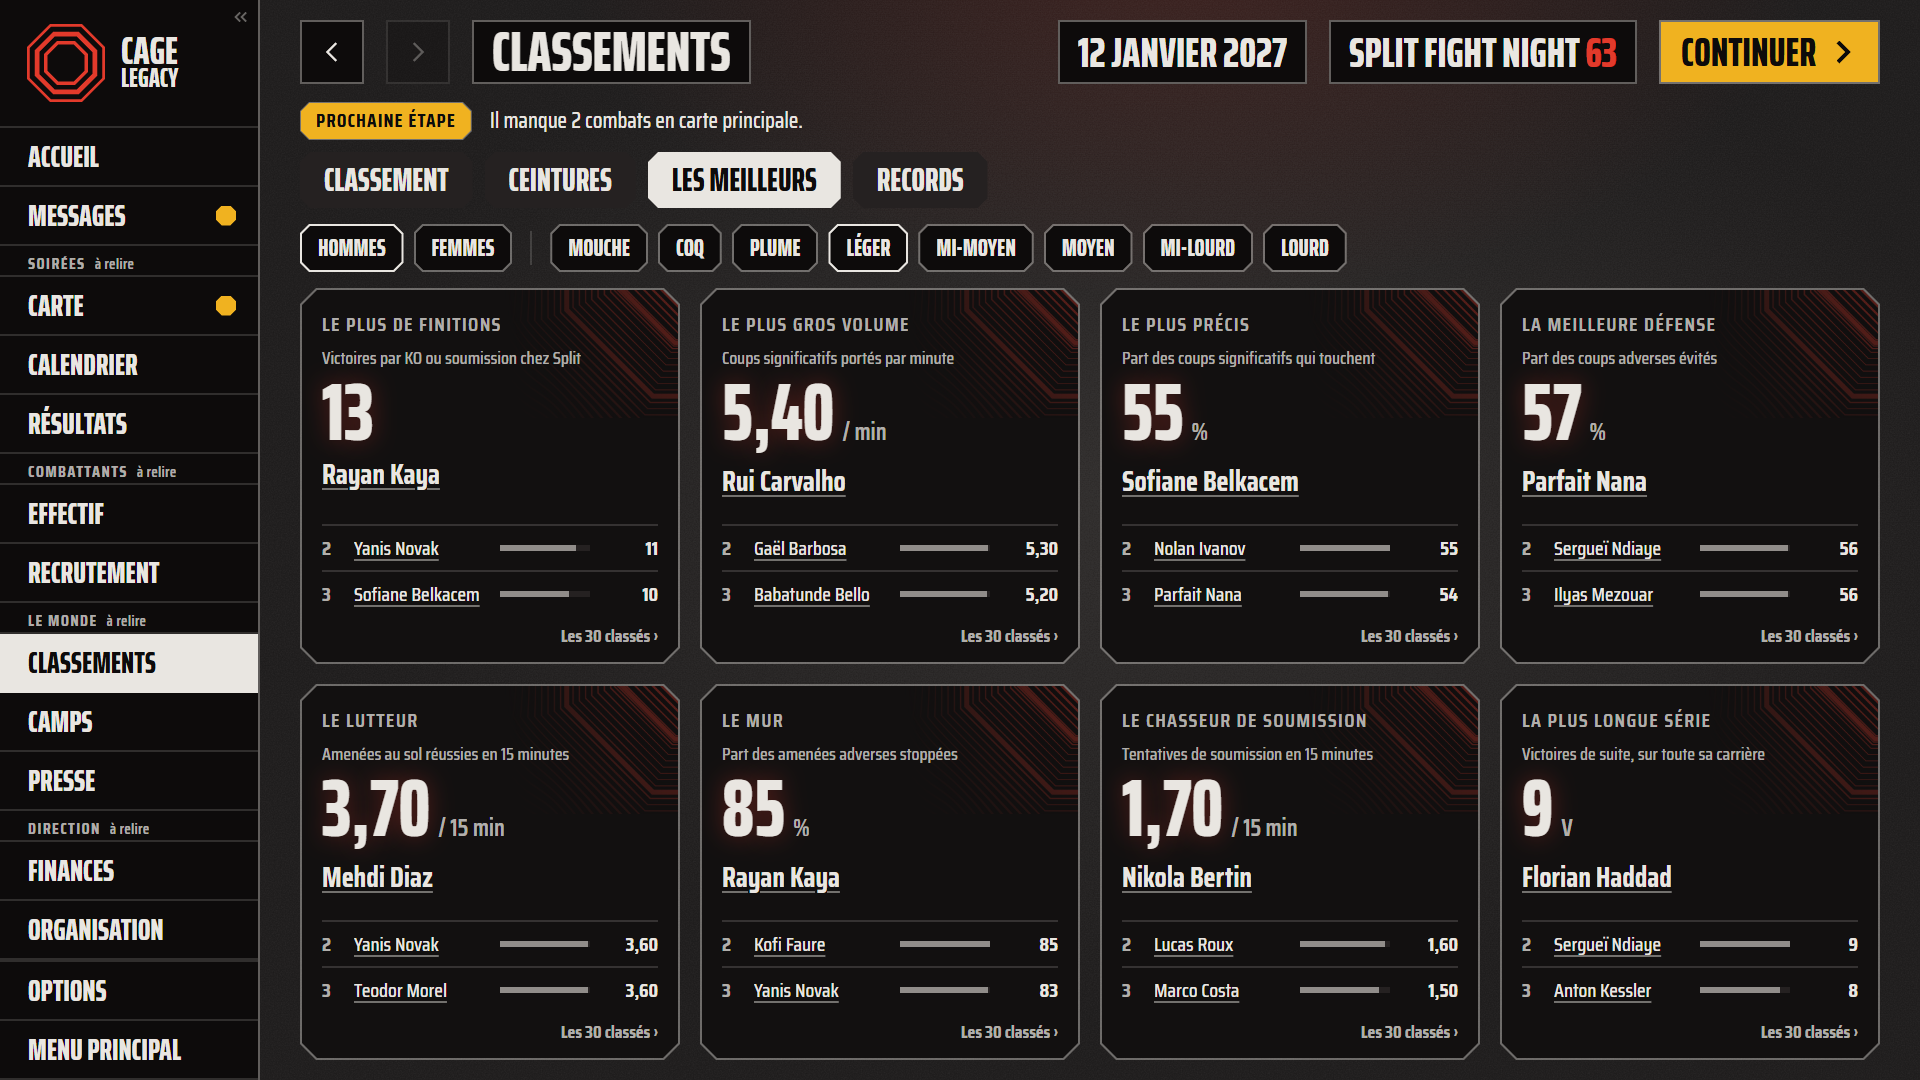 CAGE
LEGACY
«
ACCUEIL
MESSAGES
SOIRÉES à relire
CARTE
CALENDRIER
RÉSULTATS
COMBATTANTS à relire
EFFECTIF
RECRUTEMENT
LE MONDE à relire
CLASSEMENTS
CAMPS
PRESSE
DIRECTION à relire
FINANCES
ORGANISATION
OPTIONS
MENU PRINCIPAL
CLASSEMENTS
12 JANVIER 2027
SPLIT FIGHT NIGHT 63
CONTINUER
PROCHAINE ÉTAPE Il manque 2 combats en carte principale.
CLASSEMENT CEINTURES LES MEILLEURS RECORDS
HOMMES FEMMES MOUCHE COQ PLUME LÉGER MI-MOYEN MOYEN MI-LOURD LOURD
LE PLUS DE FINITIONS
Victoires par KO ou soumission chez Split
13
Rayan Kaya
2 Yanis Novak 11
3 Sofiane Belkacem 10
Les 30 classés ›
LE PLUS GROS VOLUME
Coups significatifs portés par minute
5,40 / min
Rui Carvalho
2 Gaël Barbosa 5,30
3 Babatunde Bello 5,20
Les 30 classés ›
LE PLUS PRÉCIS
Part des coups significatifs qui touchent
55 %
Sofiane Belkacem
2 Nolan Ivanov 55
3 Parfait Nana 54
Les 30 classés ›
LA MEILLEURE DÉFENSE
Part des coups adverses évités
57 %
Parfait Nana
2 Sergueï Ndiaye 56
3 Ilyas Mezouar 56
Les 30 classés ›
LE LUTTEUR
Amenées au sol réussies en 15 minutes
3,70 / 15 min
Mehdi Diaz
2 Yanis Novak 3,60
3 Teodor Morel 3,60
Les 30 classés ›
LE MUR
Part des amenées adverses stoppées
85 %
Rayan Kaya
2 Kofi Faure 85
3 Yanis Novak 83
Les 30 classés ›
LE CHASSEUR DE SOUMISSION
Tentatives de soumission en 15 minutes
1,70 / 15 min
Nikola Bertin
2 Lucas Roux 1,60
3 Marco Costa 1,50
Les 30 classés ›
LA PLUS LONGUE SÉRIE
Victoires de suite, sur toute sa carrière
9 V
Florian Haddad
2 Sergueï Ndiaye 9
3 Anton Kessler 8
Les 30 classés ›